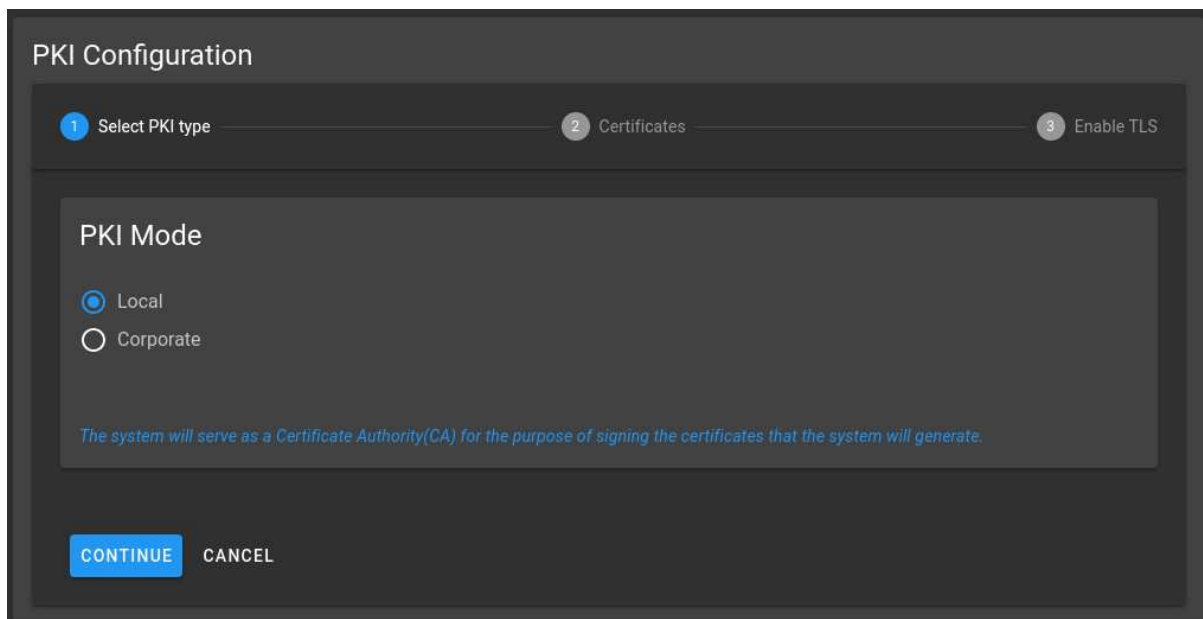 PKI Configuration
1 Select PKI type 2 Certificates 3 Enable TLS
PKI Mode
Local
Corporate
The system will serve as a Certificate Authority(CA) for the purpose of signing the certificates that the system will generate.
CONTINUE CANCEL